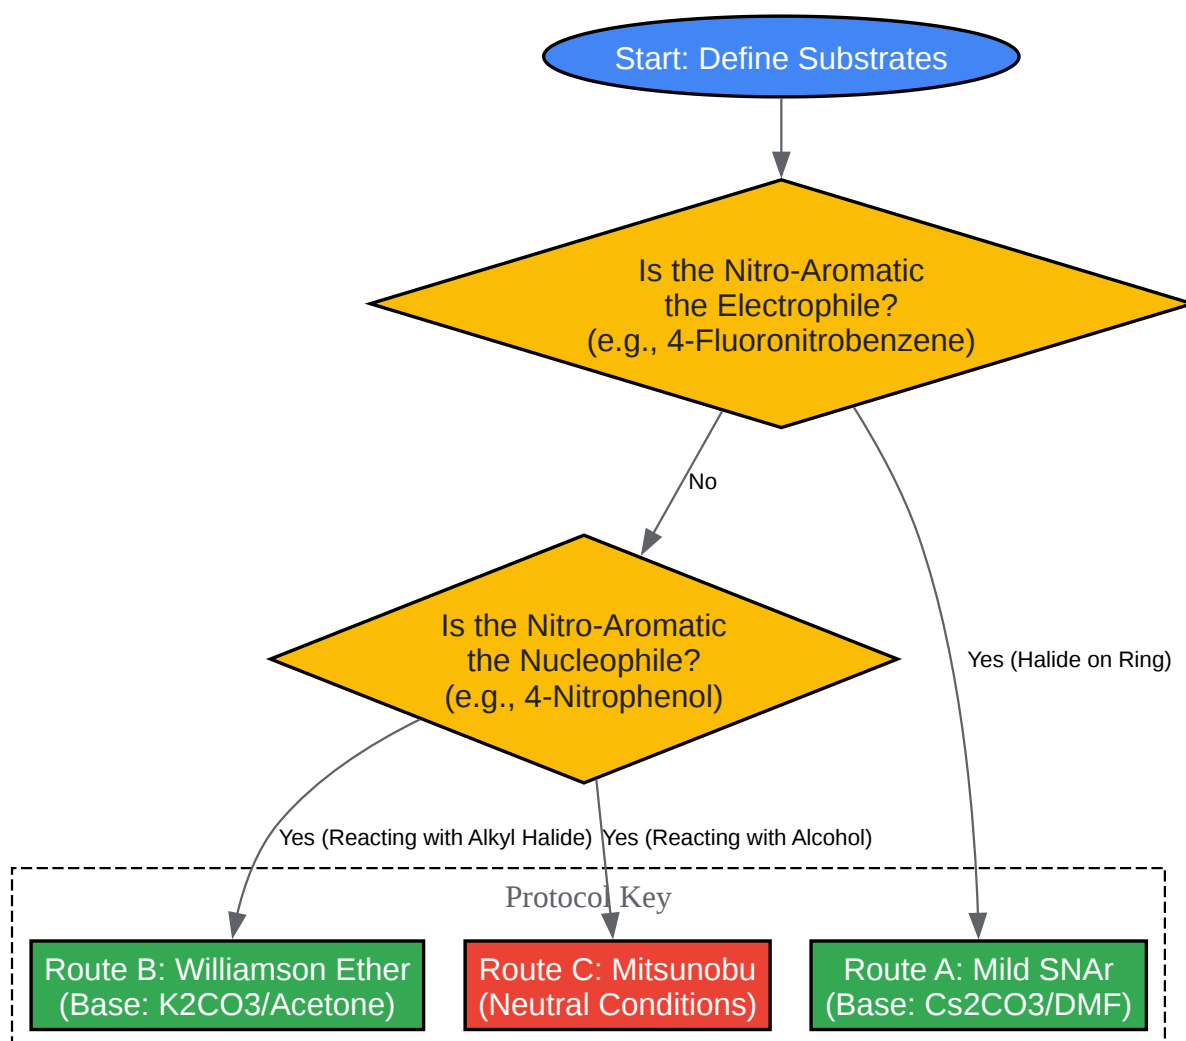 Start: Define Substrates
Is the Nitro-Aromatic
the Electrophile?
(e.g., 4-Fluoronitrobenzene)
No
Is the Nitro-Aromatic
the Nucleophile?
(e.g., 4-Nitrophenol)
Yes (Halide on Ring)
Yes (Reacting with Alkyl Halide)
Yes (Reacting with Alcohol)
Protocol Key
Route B: Williamson Ether
(Base: K2CO3/Acetone)
Route C: Mitsunobu
(Neutral Conditions)
Route A: Mild SNAr
(Base: Cs2CO3/DMF)